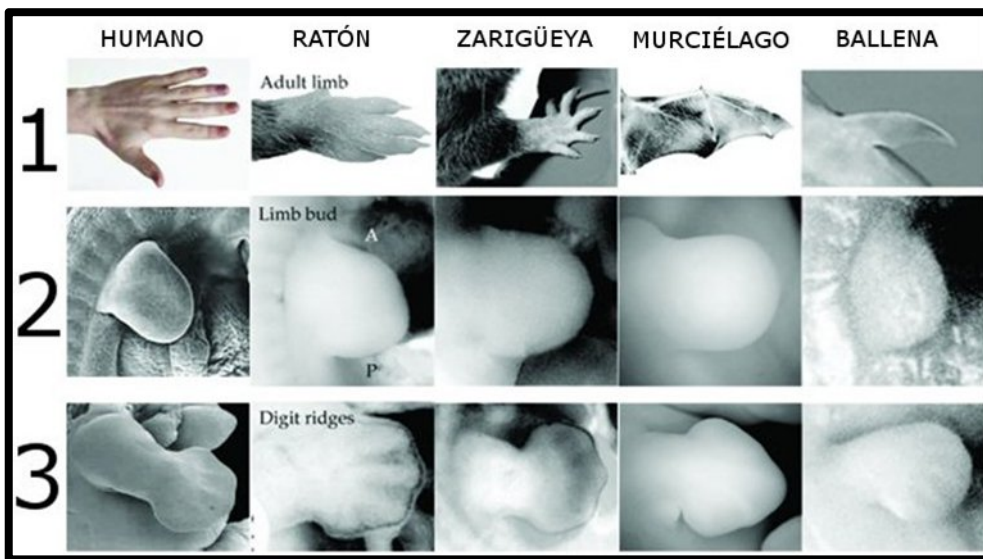 HUMANO RATÓN ZARIGÜEYA MURCIÉLAGO BALLENA
1 Adult limb
2 Limb bud
A
P
3 Digit ridges